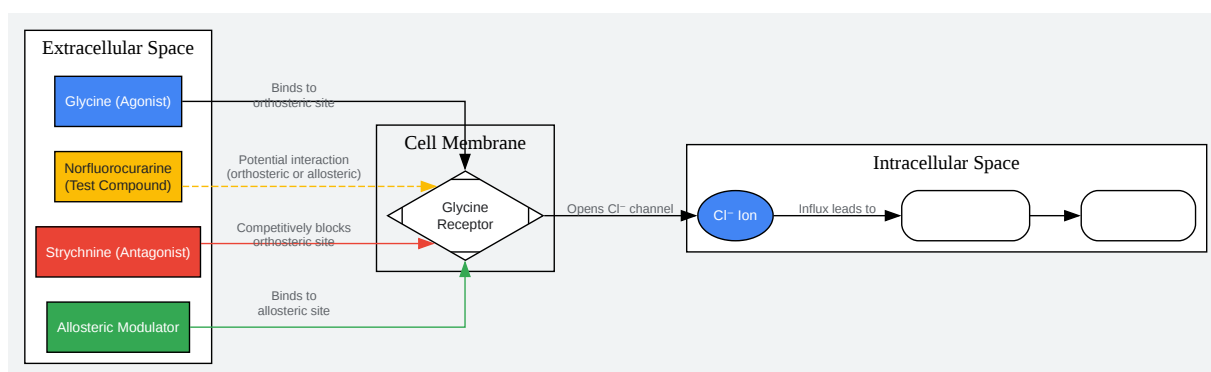 Extracellular Space
Glycine (Agonist)
Binds to
orthosteric site
Norfluorocurarine
(Test Compound)
Potential interaction
(orthosteric or allosteric)
Strychnine (Antagonist)
Competitively blocks
orthosteric site
Allosteric Modulator
Binds to
allosteric site
Cell Membrane
Glycine
Receptor
Opens Cl⁻ channel
Intracellular Space
Cl⁻ Ion
Influx leads to